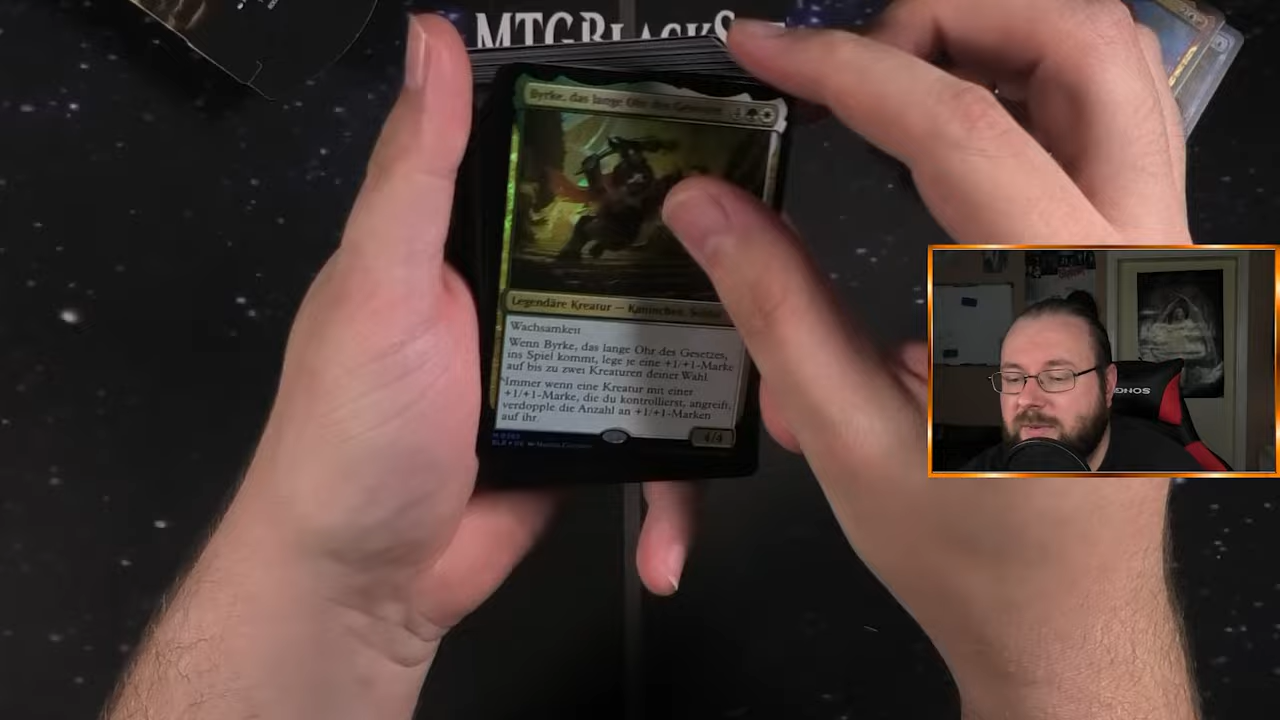 MTGBLACKS
Byrke, das lange Ohr des Gesetzes 4
Legendäre Kreatur — Kaninchen, Soldat
Wachsamkeit
Wenn Byrke, das lange Ohr des Gesetzes,
ins Spiel kommt, lege je eine +1/+1-Marke
auf bis zu zwei Kreaturen deiner Wahl.
Immer wenn eine Kreatur mit einer
+1/+1-Marke, die du kontrollierst, angreift,
verdopple die Anzahl an +1/+1-Marken
auf ihr.
4/4